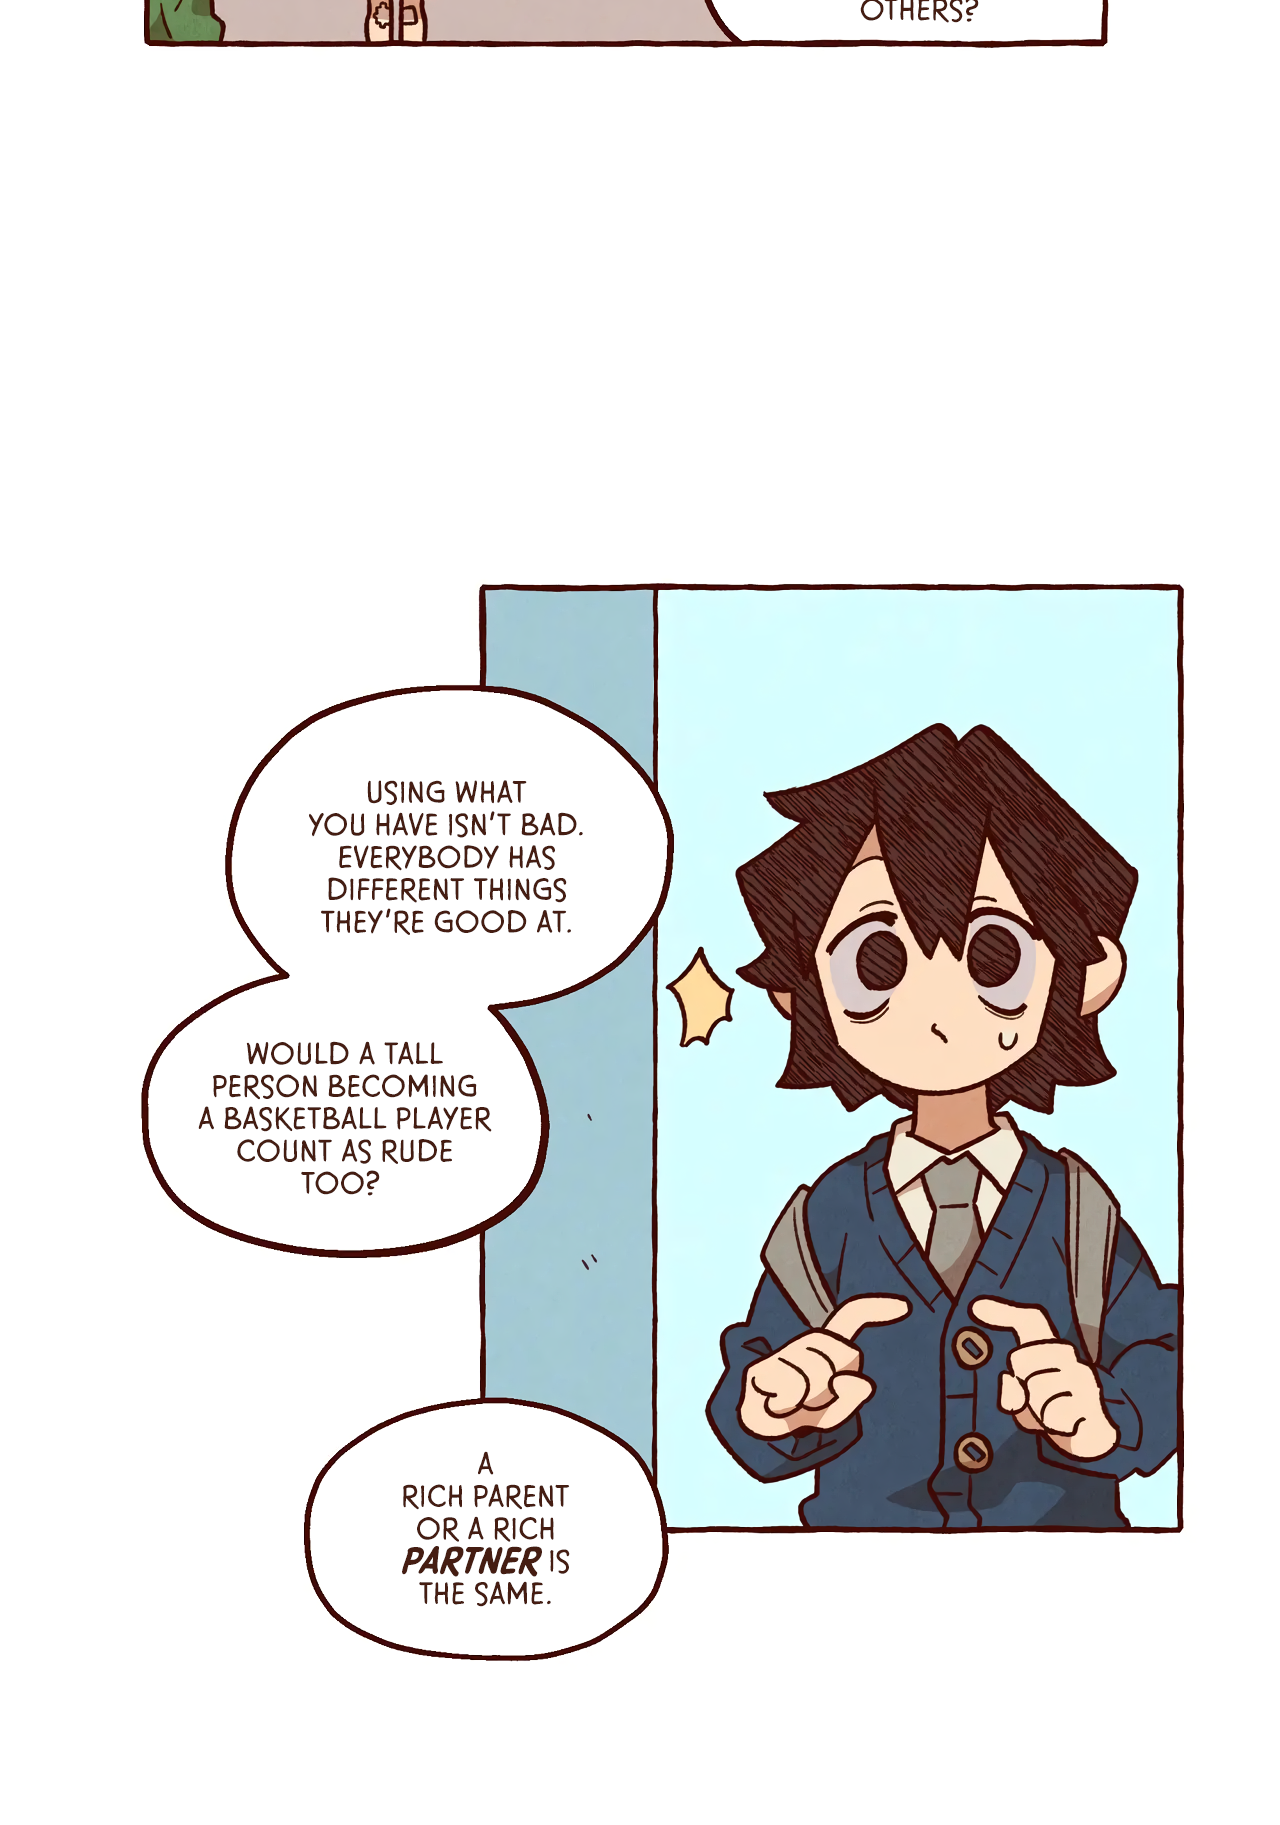 OTHERS?
USING WHAT
YOU HAVE ISN'T BAD.
EVERYBODY HAS
DIFFERENT THINGS
THEY'RE GOOD AT.
WOULD A TALL
PERSON BECOMING
A BASKETBALL PLAYER
COUNT AS RUDE
TOO?
A
RICH PARENT
OR A RICH
PARTNER IS
THE SAME.